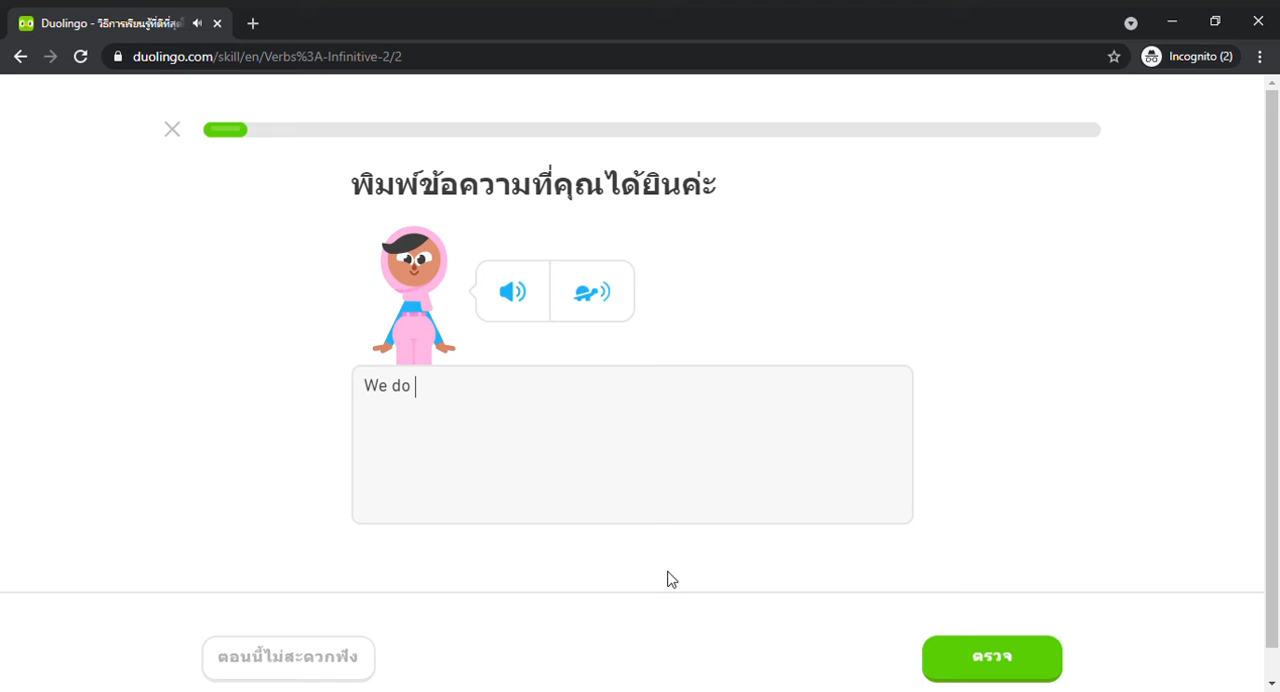 Duolingo - วิธีการเรียนรู้ที่ดีที่สุด
duolingo.com/skill/en/Verbs%3A-Infinitive-2/2
Incognito (2)
พิมพ์ข้อความที่คุณได้ยินค่ะ
We do
ตอนนี้ไม่สะดวกฟัง
ตรวจ